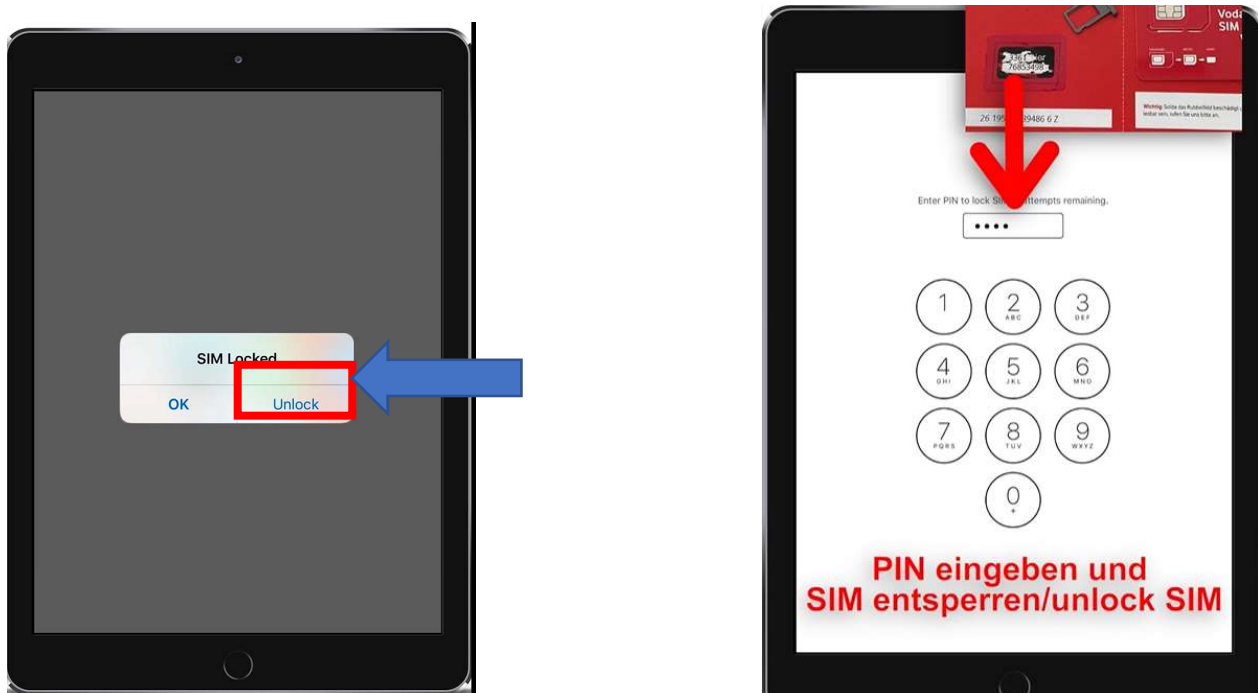 SIM Locked
OK
Unlock
SIM
26 195 9486 6 Z
Enter PIN to lock attempts remaining.
1
2
ABC
3
DEF
4
GHI
5
JKL
6
MNO
7
PQRS
8
TUV
9
WXYZ
0
+
PIN eingeben und
SIM entsperren/unlock SIM